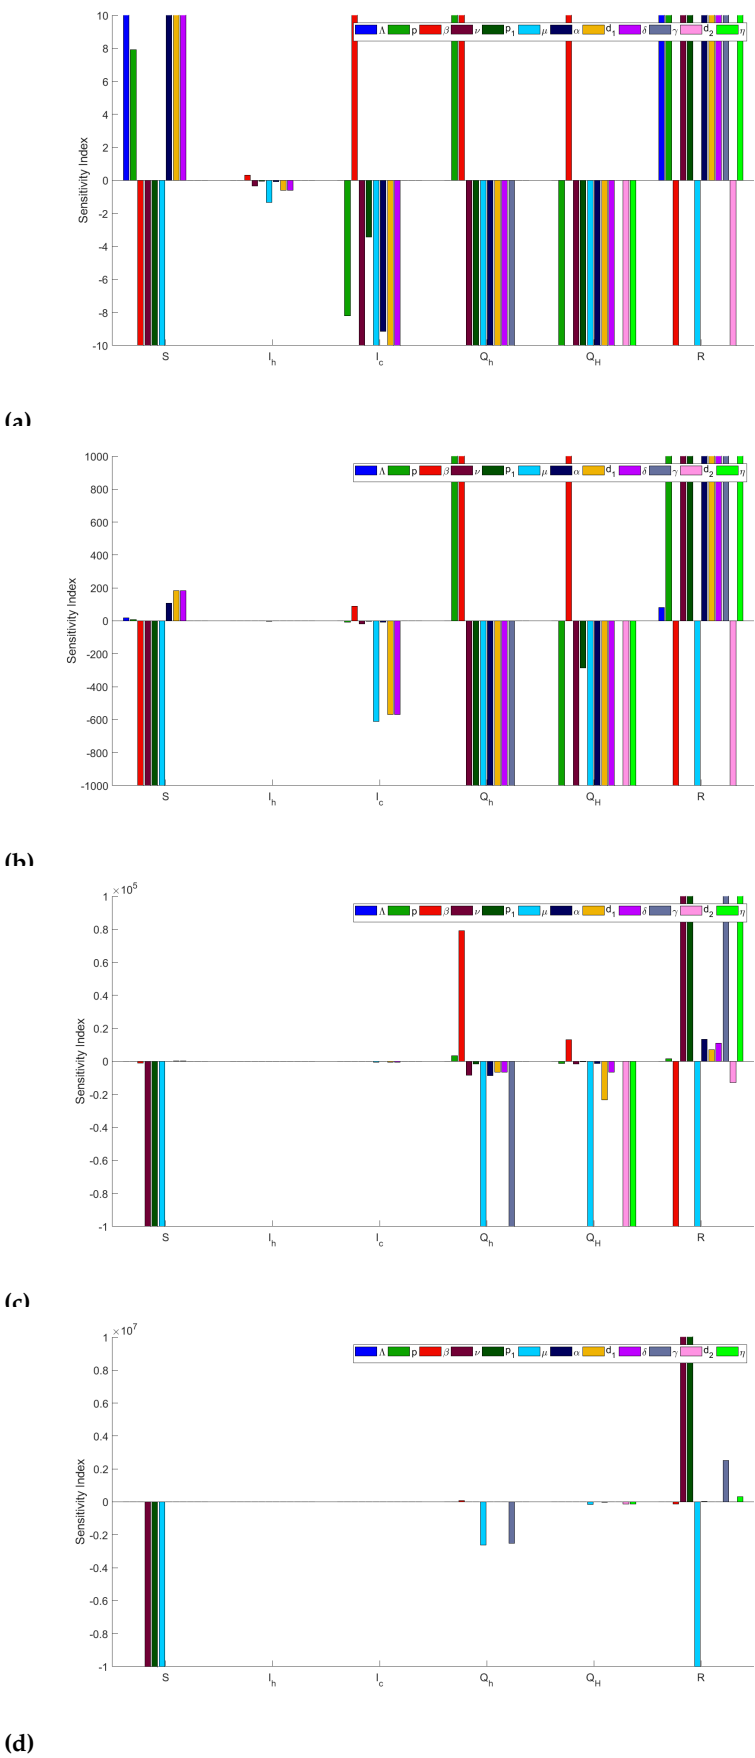 10
8
6
4
2
0
-2
-4
-6
-8
-10
Sensitivity Index
Λ p β ν p1 μ α d1 δ γ d2 η
S Ih Ic Qh QH R
(a)
1000
800
600
400
200
0
-200
-400
-600
-800
-1000
Sensitivity Index
Λ p β ν p1 μ α d1 δ γ d2 η
S Ih Ic Qh QH R
(b)
×10^5
1
0.8
0.6
0.4
0.2
0
-0.2
-0.4
-0.6
-0.8
-1
Sensitivity Index
Λ p β ν p1 μ α d1 δ γ d2 η
S Ih Ic Qh QH R
(c)
×10^7
1
0.8
0.6
0.4
0.2
0
-0.2
-0.4
-0.6
-0.8
-1
Sensitivity Index
Λ p β ν p1 μ α d1 δ γ d2 η
S Ih Ic Qh QH R
(d)